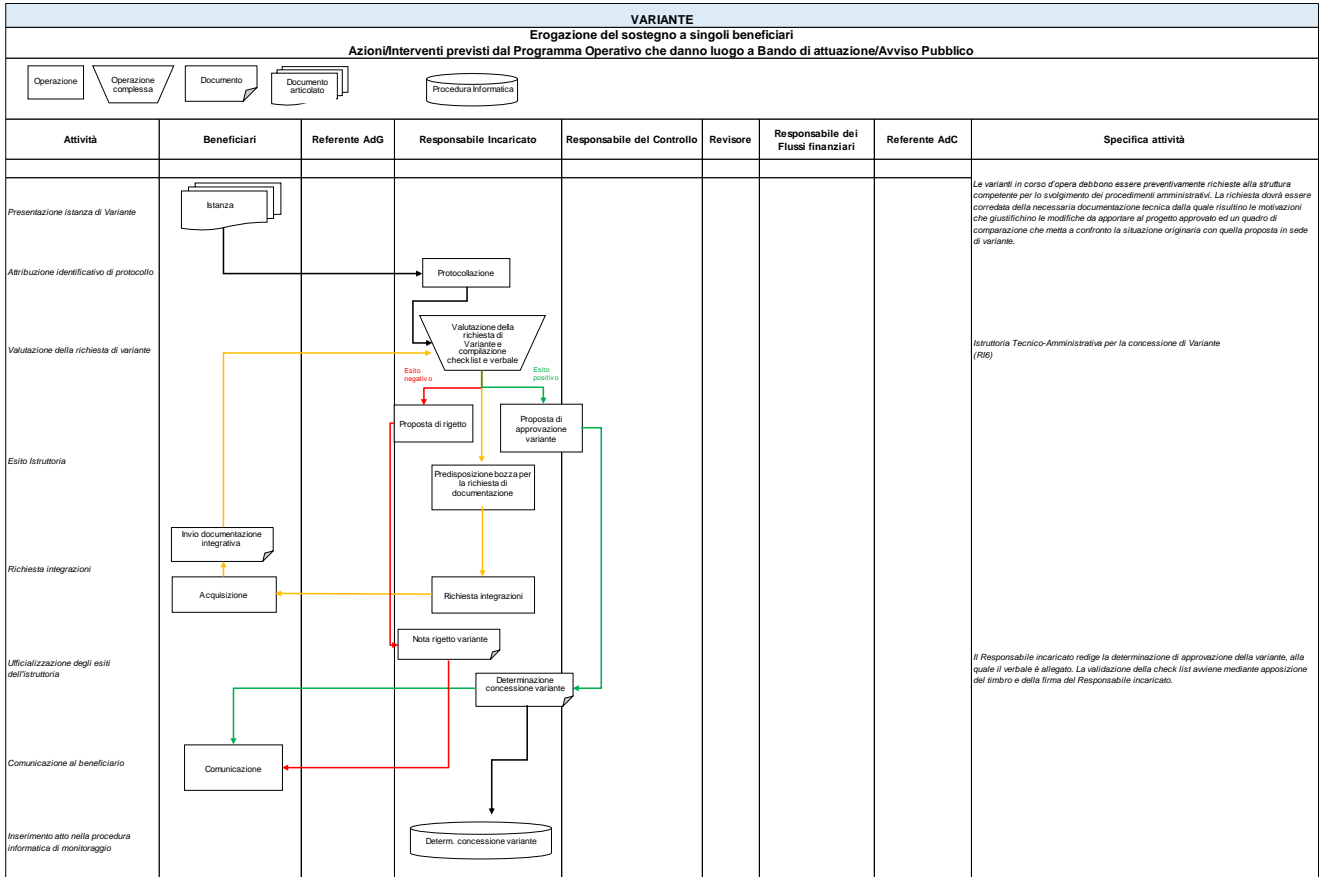 VARIANTE
Erogazione del sostegno a singoli beneficiari
Azioni/Interventi previsti dal Programma Operativo che danno luogo a Bando di attuazione/Avviso Pubblico
Operazione
Operazione
complessa
Documento
Documento
articolato
Procedura Informatica
Attività
Beneficiari
Referente AdG
Responsabile Incaricato
Responsabile del Controllo
Revisore
Responsabile dei
Flussi finanziari
Referente AdC
Specifica attività
Presentazione istanza di Variante
Istanza
Le varianti in corso d'opera debbono essere preventivamente richieste alla struttura
competente per lo svolgimento dei procedimenti amministrativi. La richiesta dovrà essere
corredata della necessaria documentazione tecnica dalla quale risultino le motivazioni
che giustifichino le modifiche da apportare al progetto approvato ed un quadro di
comparazione che metta a confronto la situazione originaria con quella proposta in sede
di variante.
Attribuzione identificativo di protocollo
Protocollazione
Valutazione della richiesta di variante
Valutazione della
richiesta di
Variante e
compilazione
check list e verbale
Istruttoria Tecnico-Amministrativa per la concessione di Variante
(RI6)
Esito
negativo
Esito
positivo
Proposta di rigetto
Proposta di
approvazione
variante
Esito Istruttoria
Predisposizione bozza per
la richiesta di
documentazione
Invio documentazione
integrativa
Richiesta integrazioni
Acquisizione
Richiesta integrazioni
Nota rigetto variante
Ufficializzazione degli esiti
dell'istruttoria
Determinazione
concessione variante
Il Responsabile incaricato redige la determinazione di approvazione della variante, alla
quale il verbale è allegato. La validazione della check list avviene mediante apposizione
del timbro e della firma del Responsabile incaricato.
Comunicazione al beneficiario
Comunicazione
Inserimento atto nella procedura
informatica di monitoraggio
Determ. concessione variante